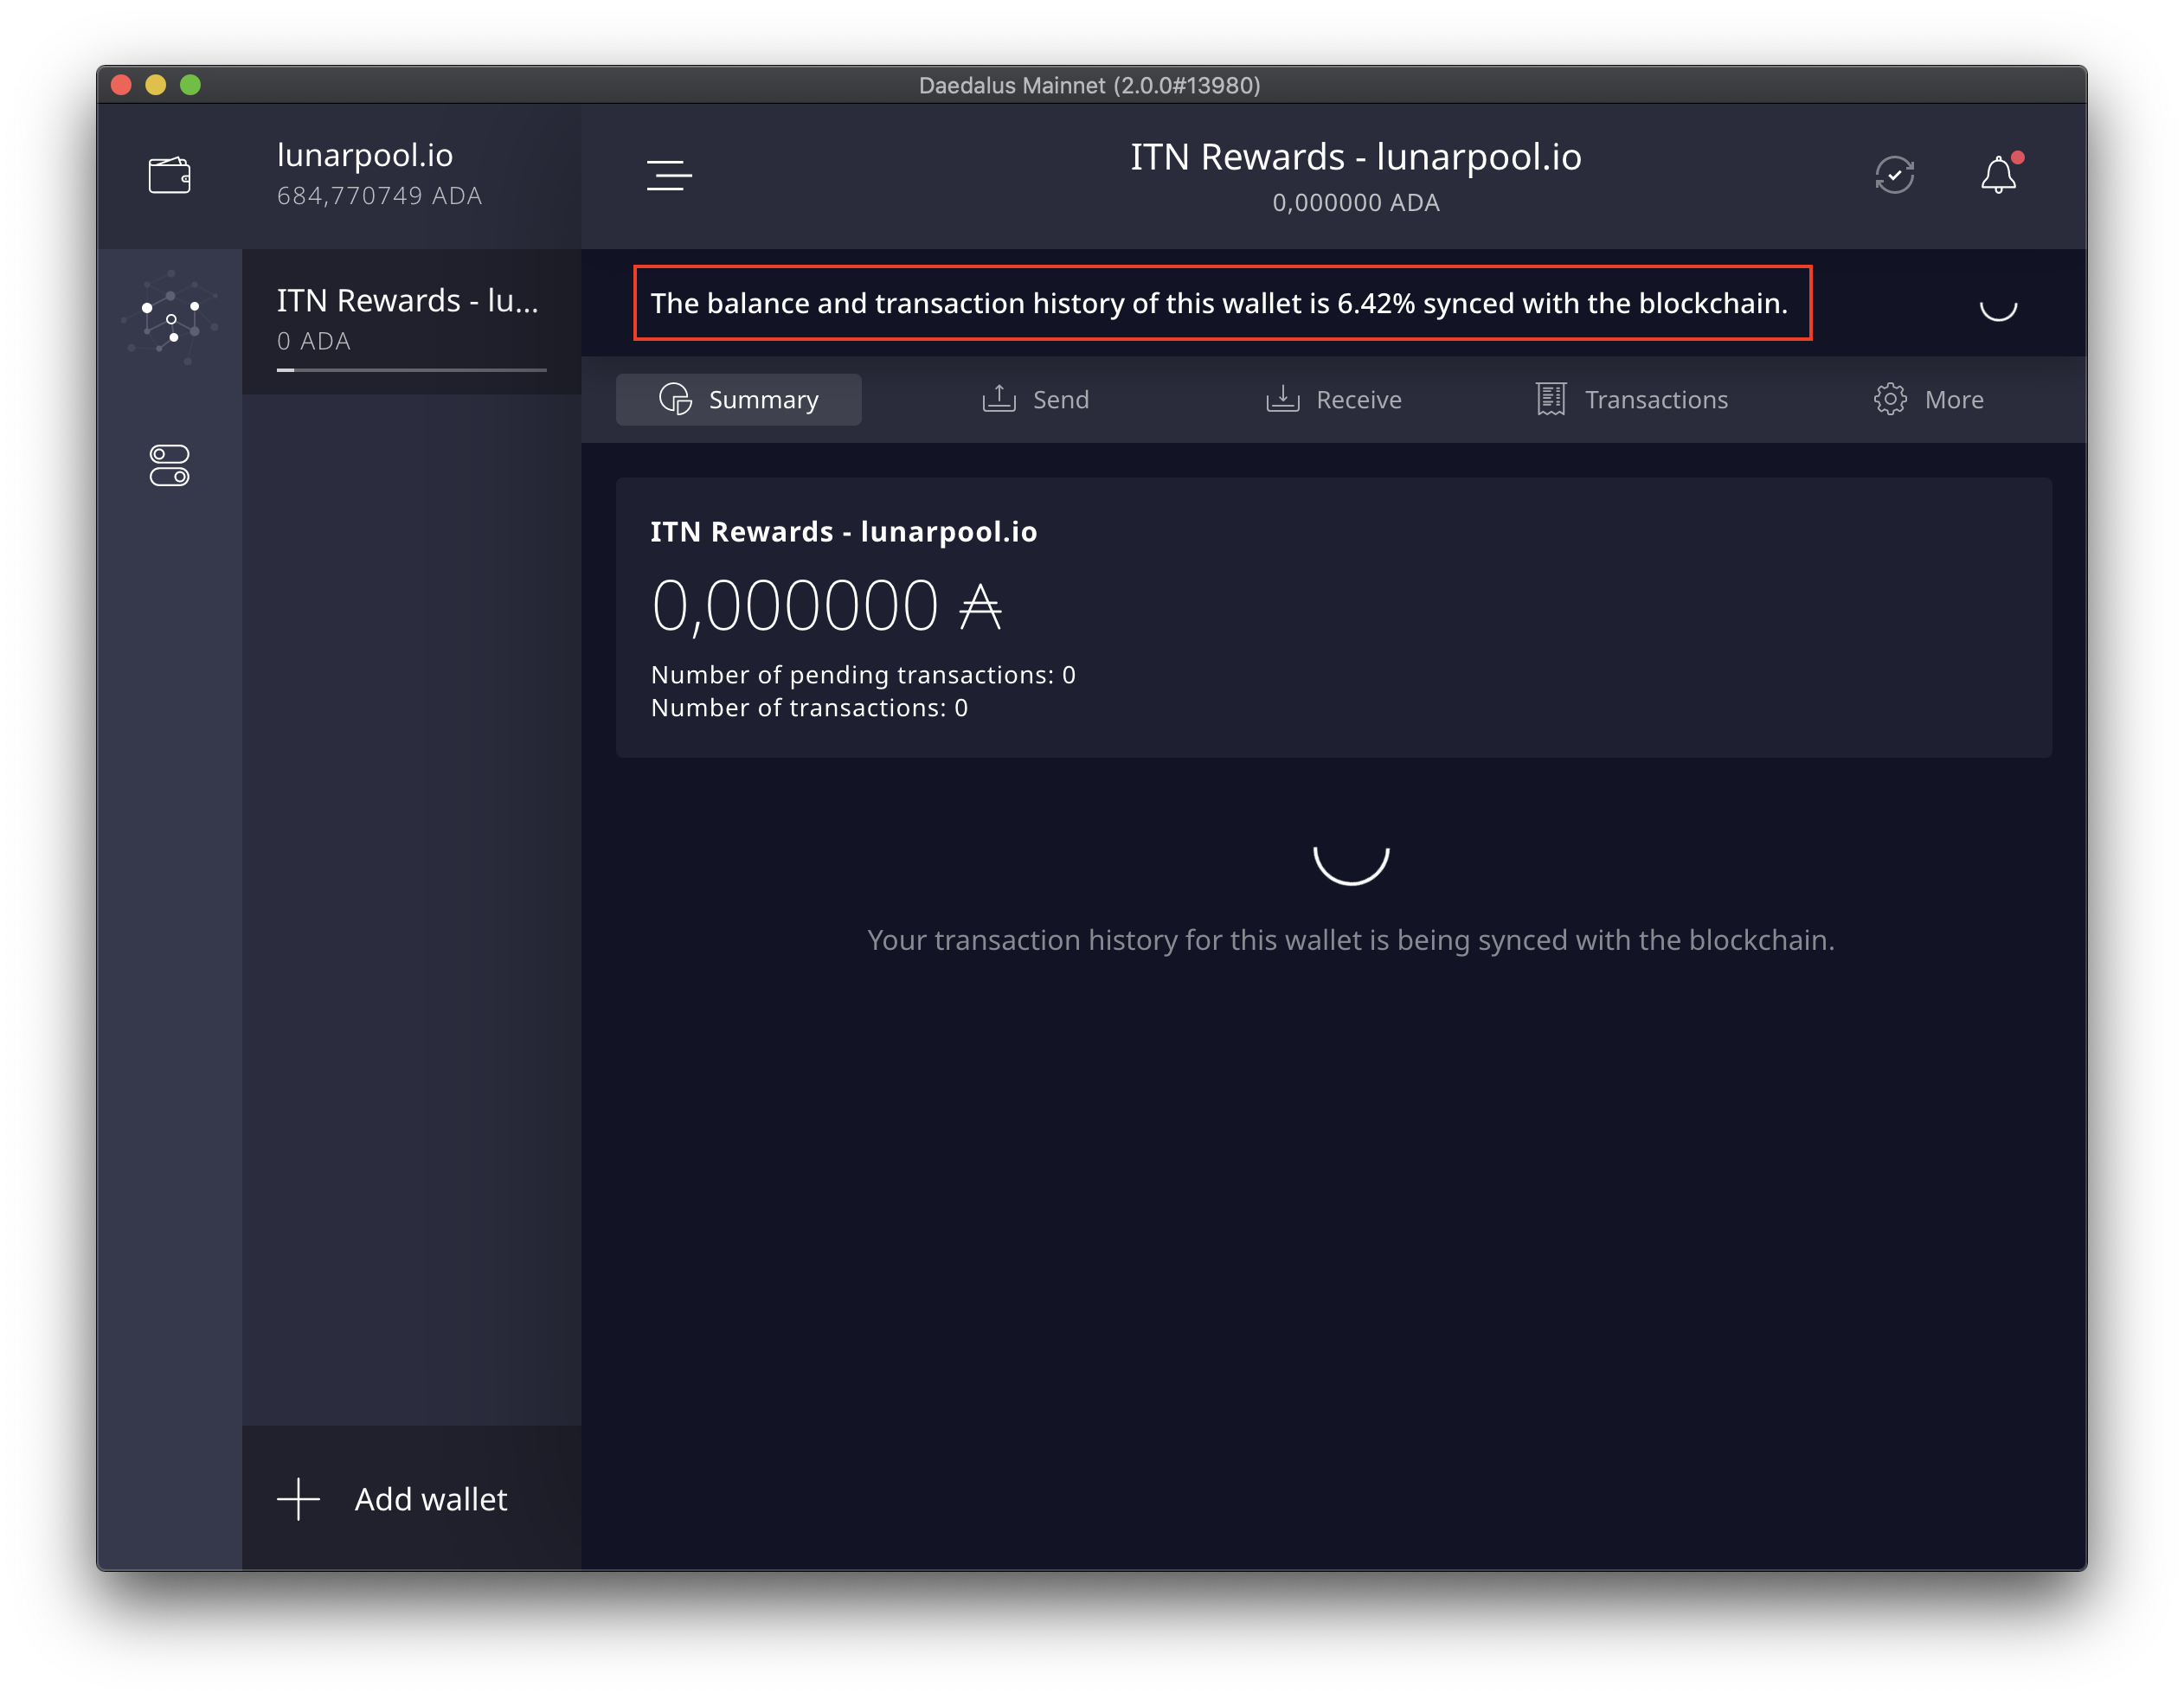 Daedalus Mainnet (2.0.0#13980)
lunarpool.io
684,770749 ADA
ITN Rewards - lunarpool.io
0,000000 ADA
ITN Rewards - lu...
0 ADA
The balance and transaction history of this wallet is 6.42% synced with the blockchain.
Summary
Send
Receive
Transactions
More
ITN Rewards - lunarpool.io
0,000000 ₳
Number of pending transactions: 0
Number of transactions: 0
Your transaction history for this wallet is being synced with the blockchain.
Add wallet